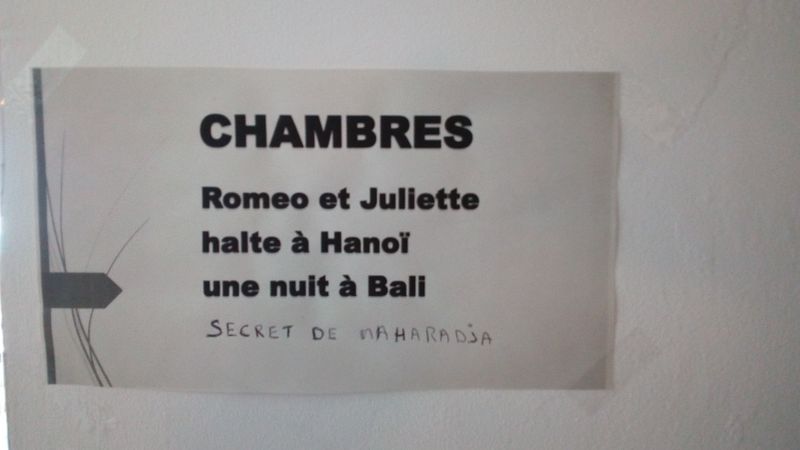 CHAMBRES
Romeo et Juliette
halte à Hanoï
une nuit à Bali
SECRET DE MAHARADJA